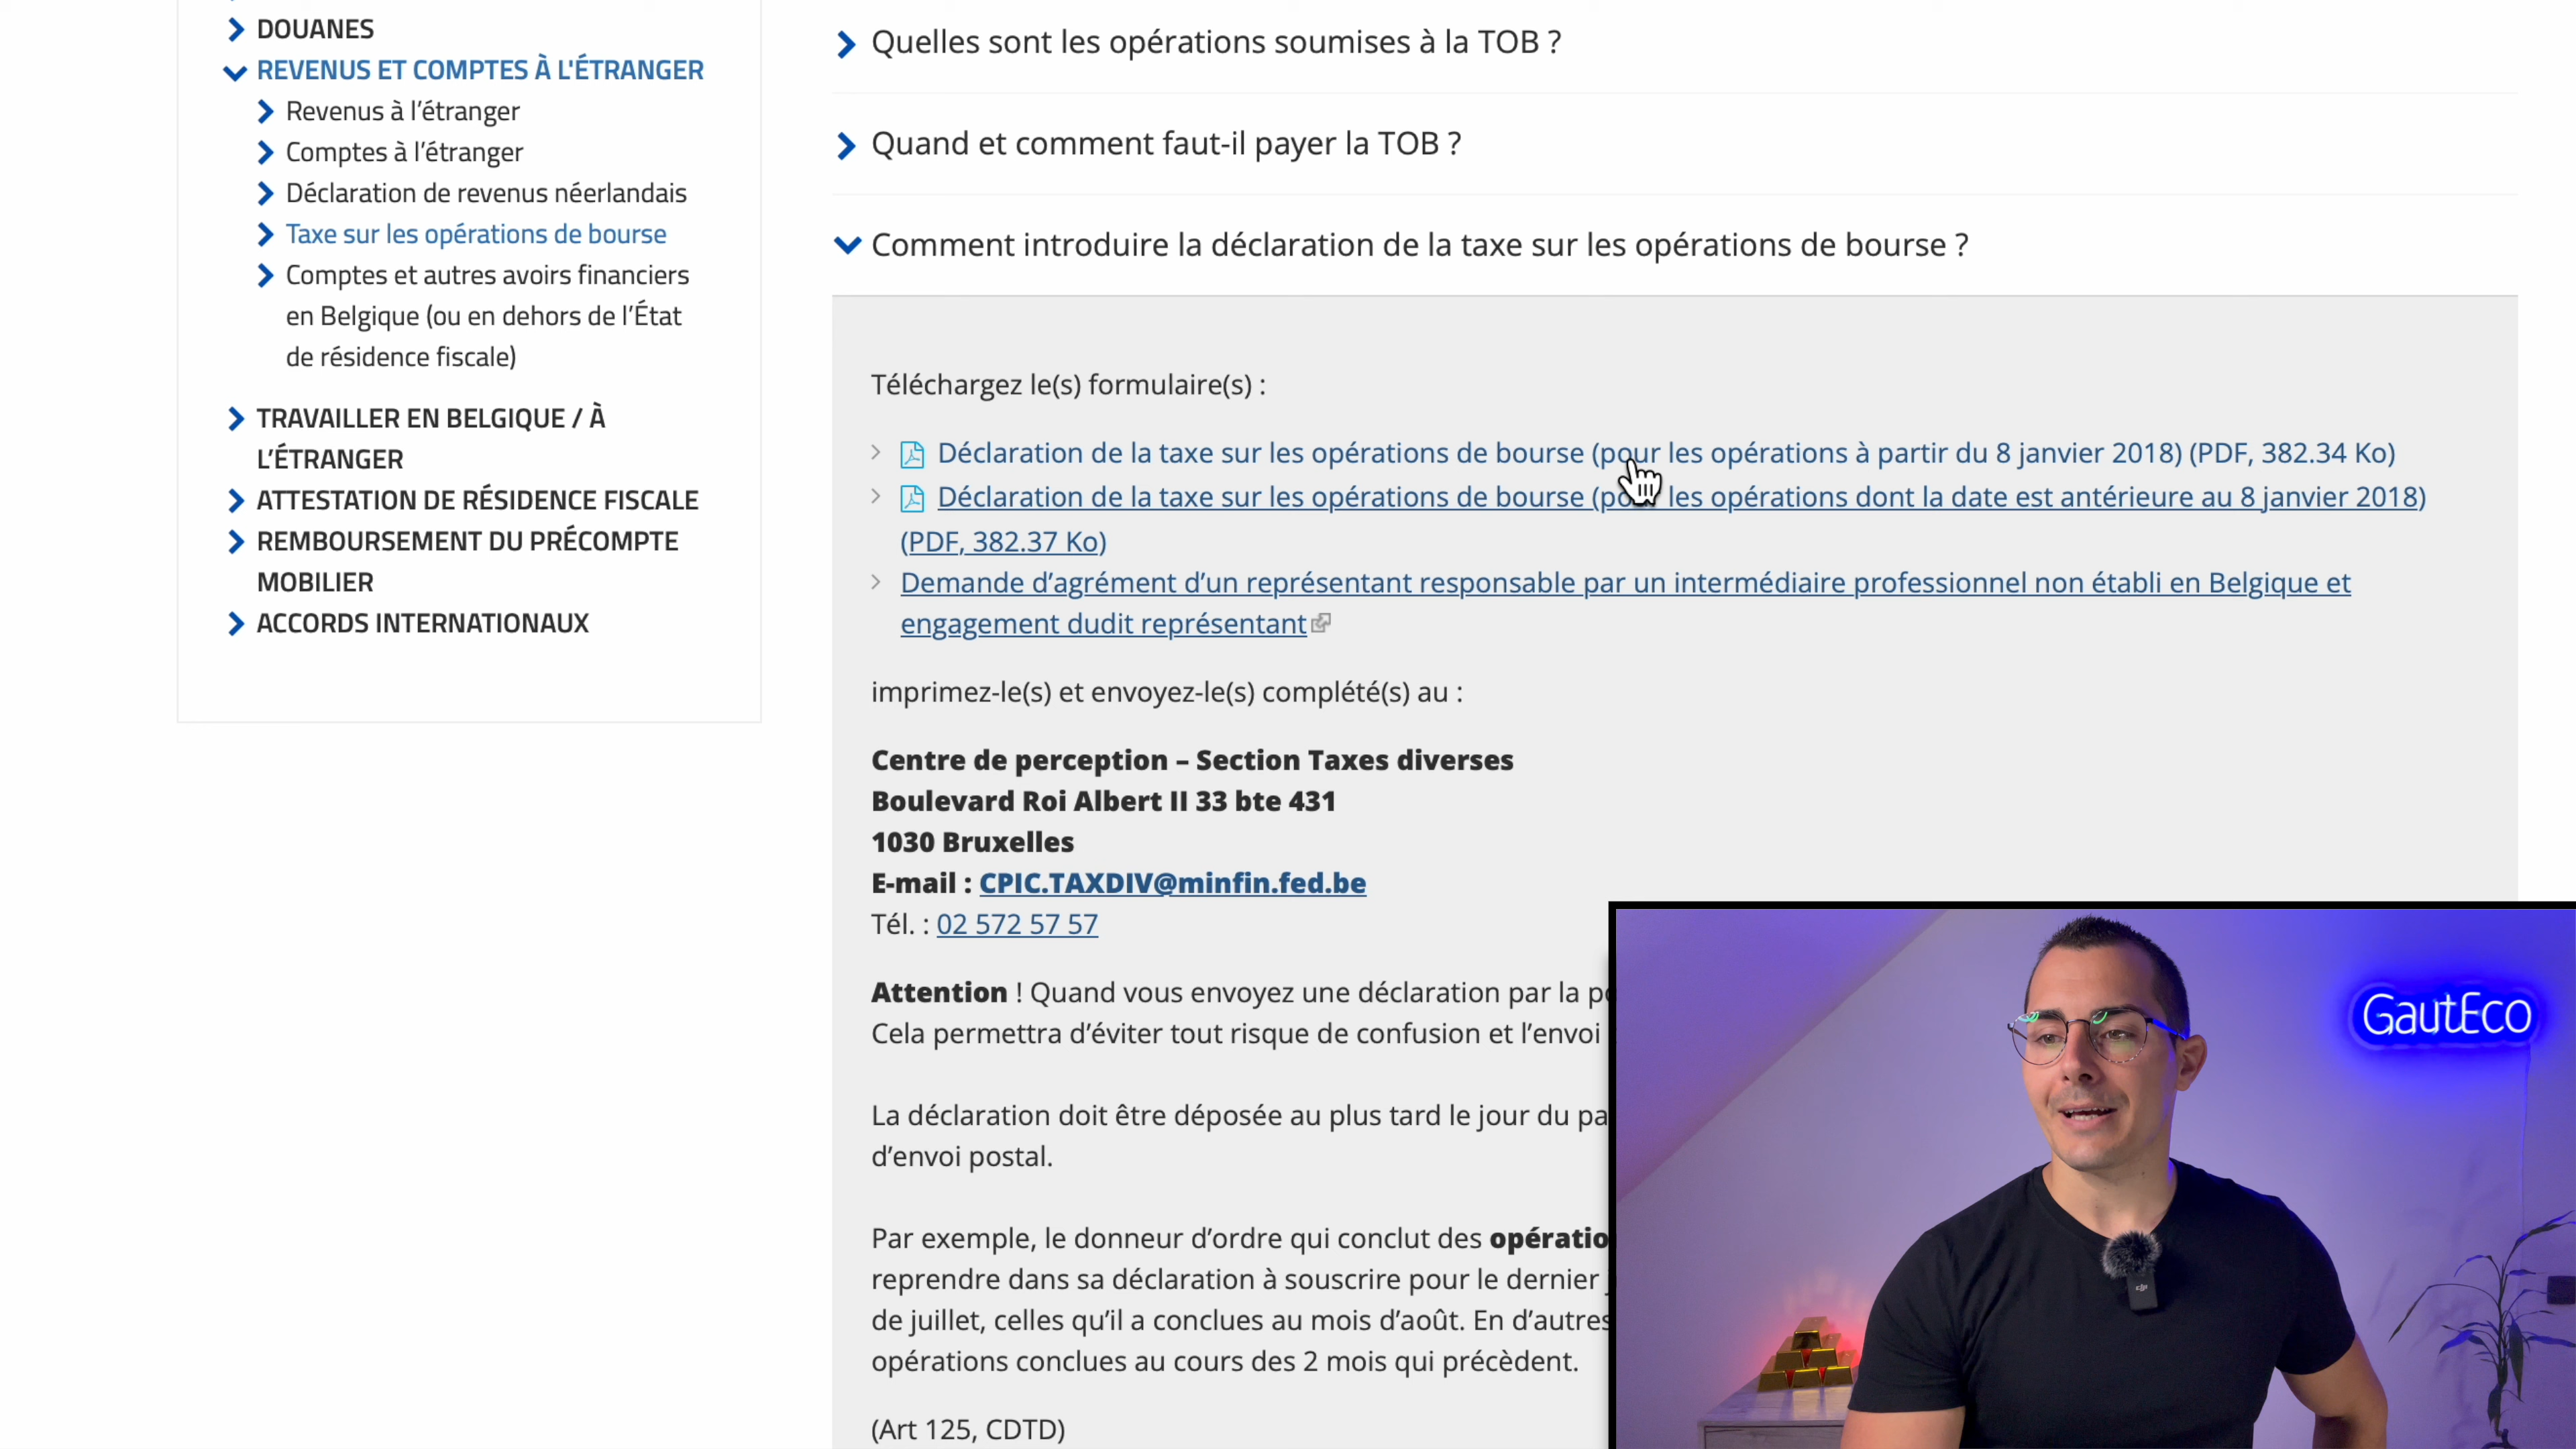 DOUANES
REVENUS ET COMPTES À L'ÉTRANGER
Revenus à l’étranger
Comptes à l’étranger
Déclaration de revenus néerlandais
Taxe sur les opérations de bourse
Comptes et autres avoirs financiers
en Belgique (ou en dehors de l’État
de résidence fiscale)
TRAVAILLER EN BELGIQUE / À
L’ÉTRANGER
ATTESTATION DE RÉSIDENCE FISCALE
REMBOURSEMENT DU PRÉCOMPTE
MOBILIER
ACCORDS INTERNATIONAUX
Quelles sont les opérations soumises à la TOB ?
Quand et comment faut-il payer la TOB ?
Comment introduire la déclaration de la taxe sur les opérations de bourse ?
Téléchargez le(s) formulaire(s) :
Déclaration de la taxe sur les opérations de bourse (pour les opérations à partir du 8 janvier 2018) (PDF, 382.34 Ko)
Déclaration de la taxe sur les opérations de bourse (pour les opérations dont la date est antérieure au 8 janvier 2018)
(PDF, 382.37 Ko)
Demande d’agrément d’un représentant responsable par un intermédiaire professionnel non établi en Belgique et
engagement dudit représentant
imprimez-le(s) et envoyez-le(s) complété(s) au :
Centre de perception – Section Taxes diverses
Boulevard Roi Albert II 33 bte 431
1030 Bruxelles
E-mail : CPIC.TAXDIV@minfin.fed.be
Tél. : 02 572 57 57
Attention ! Quand vous envoyez une déclaration par la
Cela permettra d’éviter tout risque de confusion et l’envoi
La déclaration doit être déposée au plus tard le jour du
d’envoi postal.
Par exemple, le donneur d’ordre qui conclut des
reprendre dans sa déclaration à souscrire pour le dernier
de juillet, celles qu’il a conclues au mois d’août. En d’autres
opérations conclues au cours des 2 mois qui précèdent.
(Art 125, CDTD)
GautEco